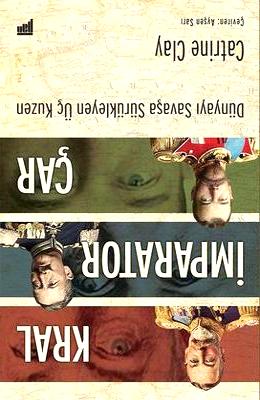 KRAL
İMPARATOR
ÇAR
Dünyayı Savaşa Sürükleyen Üç Kuzen
Catrine Clay
Çeviren: Ayşen Sarı